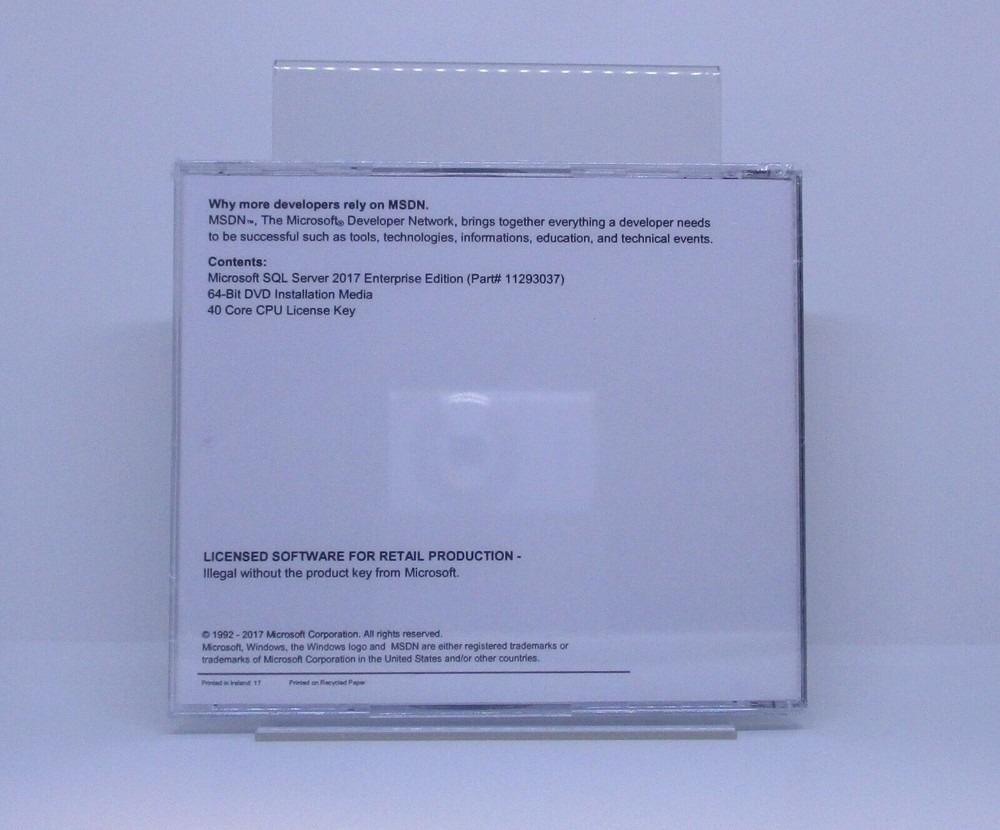 Why more developers rely on MSDN.
MSDN™, The Microsoft® Developer Network, brings together everything a developer needs
to be successful such as tools, technologies, informations, education, and technical events.
Contents:
Microsoft SQL Server 2017 Enterprise Edition (Part# 11293037)
64-Bit DVD Installation Media
40 Core CPU License Key
LICENSED SOFTWARE FOR RETAIL PRODUCTION -
Illegal without the product key from Microsoft.
© 1992 - 2017 Microsoft Corporation. All rights reserved.
Microsoft, Windows, the Windows logo and MSDN are either registered trademarks or
trademarks of Microsoft Corporation in the United States and/or other countries.
Printed in Ireland 17 Printed on Recycled Paper